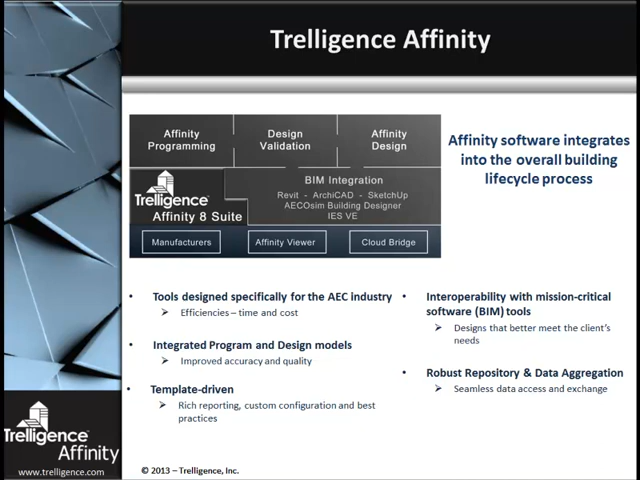 Trelligence Affinity
Affinity
Programming
Design
Validation
Affinity
Design
Trelligence
Affinity 8 Suite
BIM Integration
Revit - ArchiCAD - SketchUp
AECOsim Building Designer
IES VE
Manufacturers
Affinity Viewer
Cloud Bridge
Affinity software integrates
into the overall building
lifecycle process
• Tools designed specifically for the AEC industry
➢ Efficiencies – time and cost
• Integrated Program and Design models
➢ Improved accuracy and quality
• Template-driven
➢ Rich reporting, custom configuration and best
practices
• Interoperability with mission-critical
software (BIM) tools
➢ Designs that better meet the client's
needs
• Robust Repository & Data Aggregation
➢ Seamless data access and exchange
Trelligence
Affinity
www.trelligence.com
© 2013 – Trelligence, Inc.